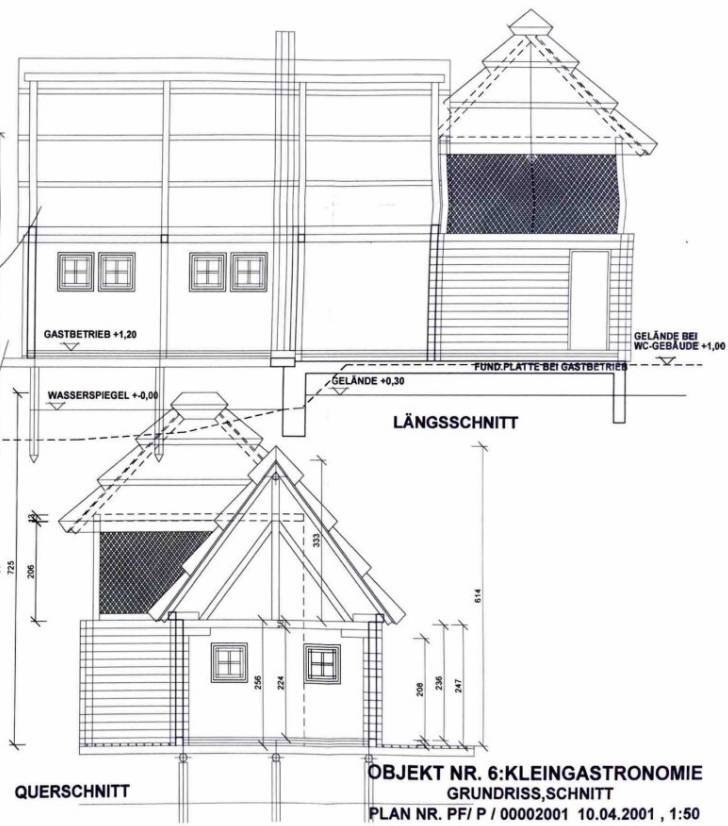 GASTBETRIEB +1,20
GELÄNDE BEI
WC-GEBÄUDE +1,00
FUND.PLATTE BEI GASTBETRIEB
GELÄNDE +0,30
WASSERSPIEGEL +-0,00
LÄNGSSCHNITT
725
206
333
614
256
224
208
236
247
QUERSCHNITT
OBJEKT NR. 6:KLEINGASTRONOMIE
GRUNDRISS,SCHNITT
PLAN NR. PF/ P / 00002001 10.04.2001 , 1:50